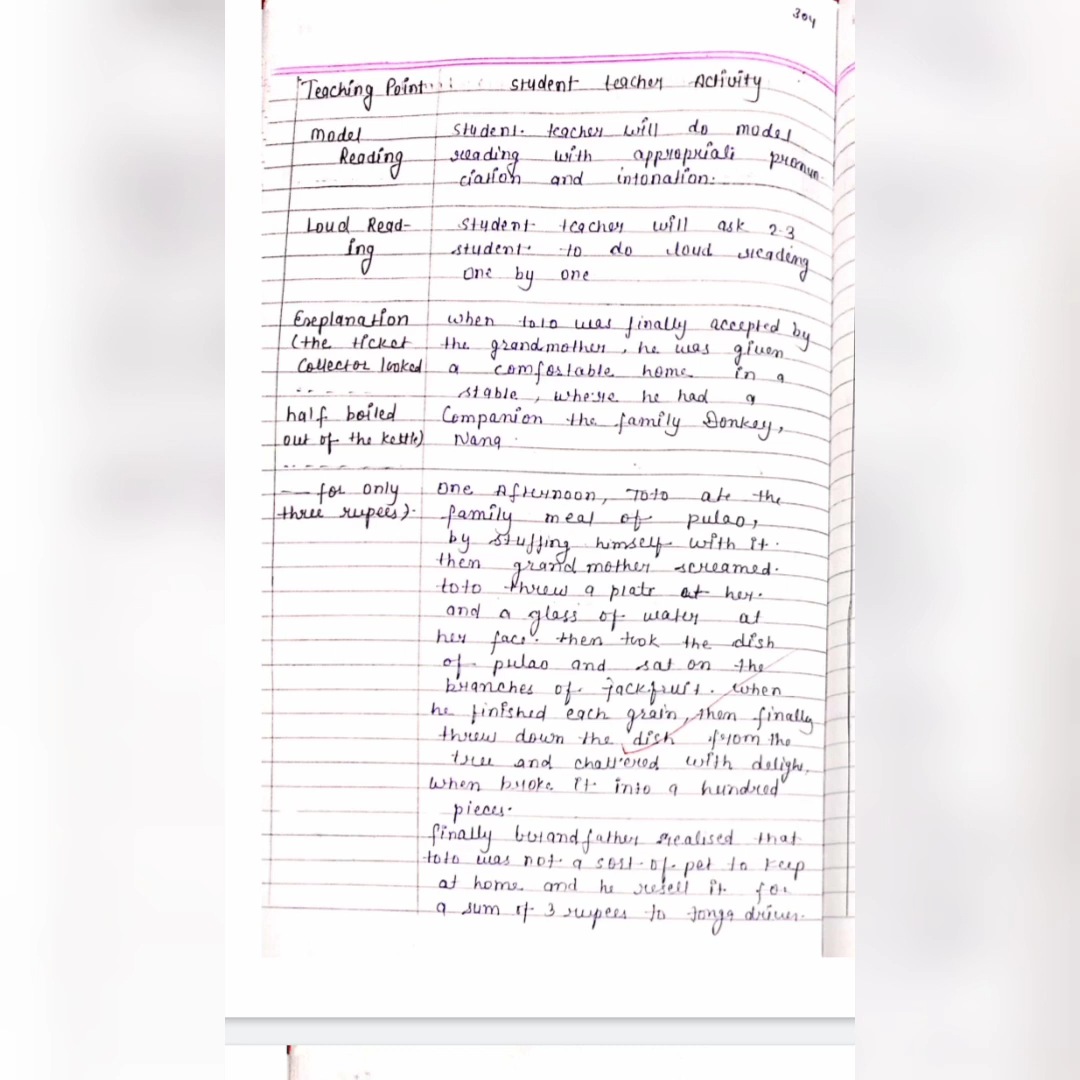 304
Teaching Point student teacher Activity
Model student teacher will do model
Reading reading with appropriati pronun-
ciation and intonation.
Loud Read- student teacher will ask 2-3
ing student to do loud reading
one by one
Exeplanation when toto was finally accepted by
(the ticket the grandmother, he was given
collector looked a comfostable home in a
------ stable, where he had a
half boiled Companion the family Donkey,
out of the kettle) Nana.
------
— for only One Afternoon, Toto ate the
three rupees). family meal of pulao,
by stuffing himself with it.
then grand mother screamed.
toto threw a plate at her.
and a glass of water at
her face. then took the dish
of pulao and sat on the
branches of Jackfruit. when
he finished each grain, then finally
threw down the dish from the
tree and chattered with delight,
when broke it into a hundred
pieces.
finally Grandfather realised that
toto was not a sort of pet to keep
at home and he resell it for
a sum of 3 rupees to tonga driver.